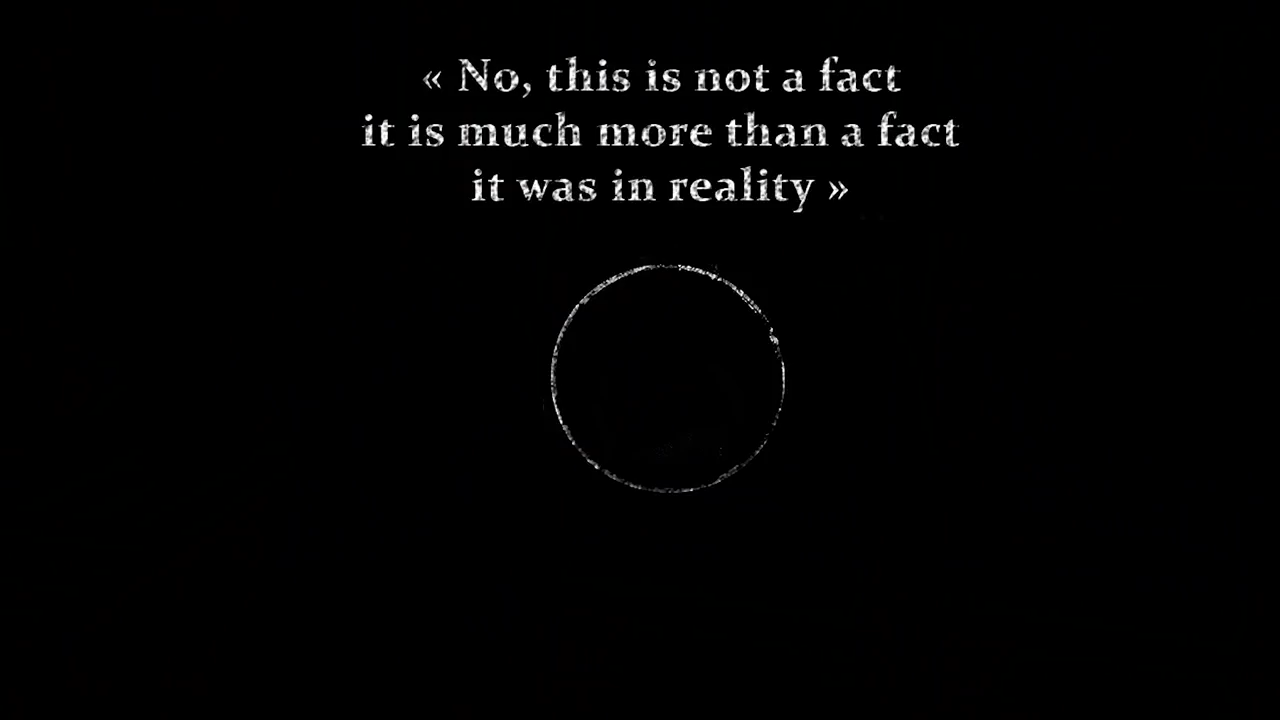 « No, this is not a fact
it is much more than a fact
it was in reality »